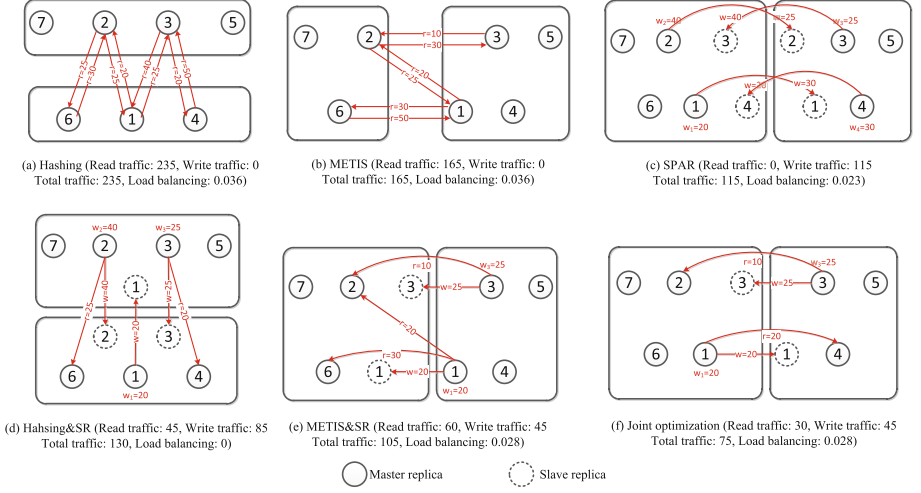 7 2 3 5
r=25 r=30 r=25 r=20 r=40 r=25 r=20 r=50
6 1 4
(a) Hashing (Read traffic: 235, Write traffic: 0
Total traffic: 235, Load balancing: 0.036)
7 2 r=10 3 5
r=30
r=20
r=25
6 r=30 1 4
r=50
(b) METIS (Read traffic: 165, Write traffic: 0
Total traffic: 165, Load balancing: 0.036)
w₂=40 w=40 w=25 w₃=25
7 2 3 2 3 5
w=20 w=30
6 1 4 1 4
w₁=20 w₄=30
(c) SPAR (Read traffic: 0, Write traffic: 115
Total traffic: 115, Load balancing: 0.023)
w₂=40 w₃=25
7 2 3 5
1
r=25 w=40 w=20 w=25 r=20
2 3
6 1 4
w₁=20
(d) Hahsing&SR (Read traffic: 45, Write traffic: 85
Total traffic: 130, Load balancing: 0)
r=10 w₃=25
7 2 3 w=25 3 5
r=20
r=30
6 1 w=20 1 4
w₁=20
(e) METIS&SR (Read traffic: 60, Write traffic: 45
Total traffic: 105, Load balancing: 0.028)
r=10 w₃=25
7 2 3 w=25 3 5
r=20
6 1 w=20 1 4
w₁=20
(f) Joint optimization (Read traffic: 30, Write traffic: 45
Total traffic: 75, Load balancing: 0.028)
Master replica Slave replica